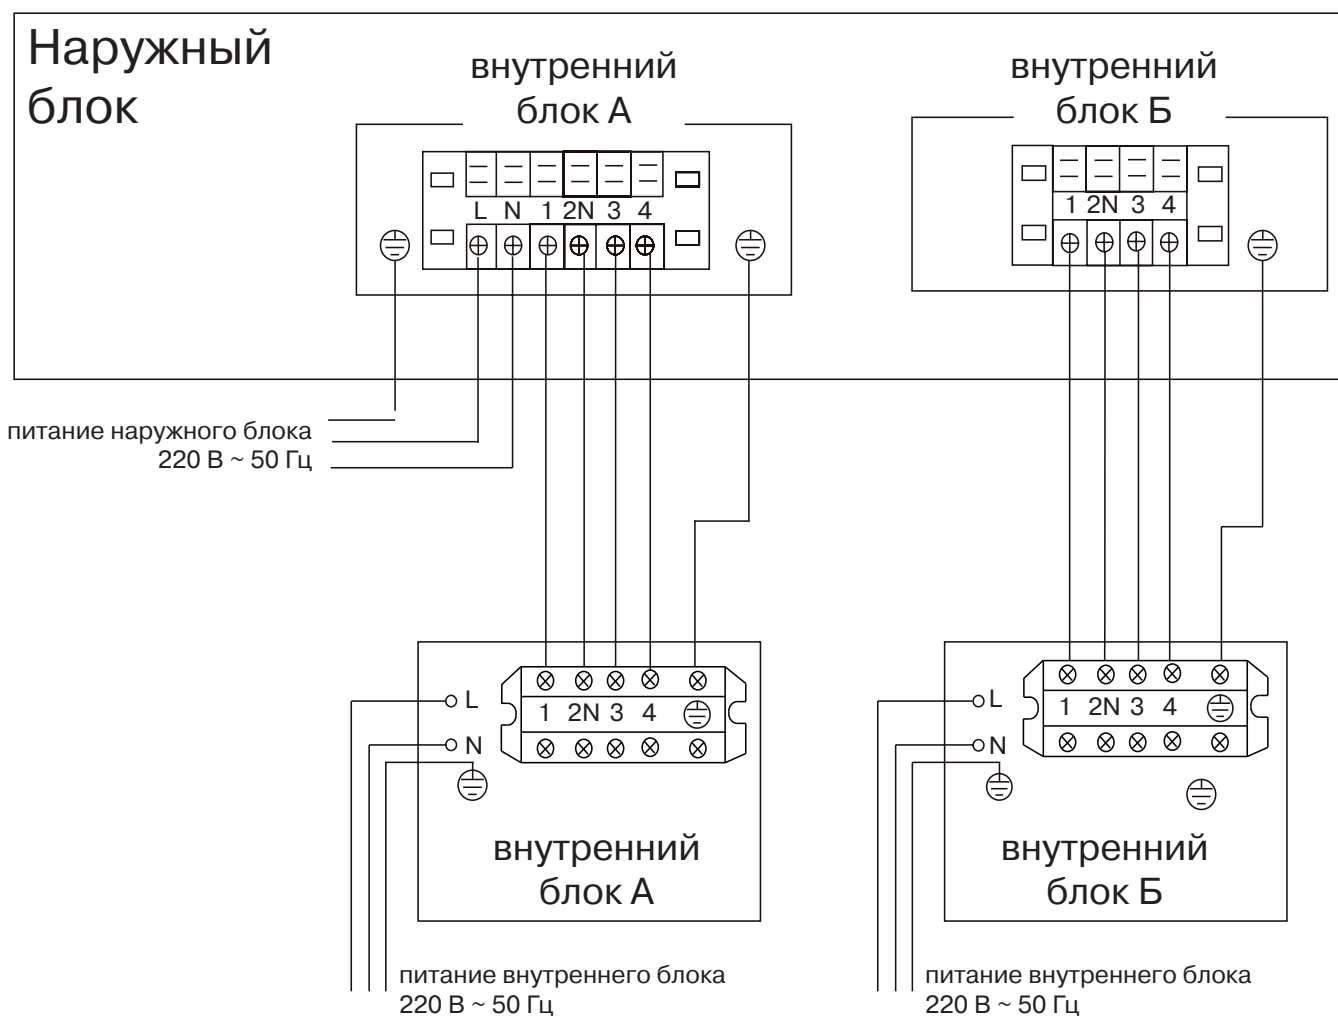 Наружный
блок
внутренний
блок А
внутренний
блок Б
L N 1 2N 3 4
1 2N 3 4
питание наружного блока
220 В ~ 50 Гц
L
N
1 2N 3 4
внутренний
блок А
L
N
1 2N 3 4
внутренний
блок Б
питание внутреннего блока
220 В ~ 50 Гц
питание внутреннего блока
220 В ~ 50 Гц